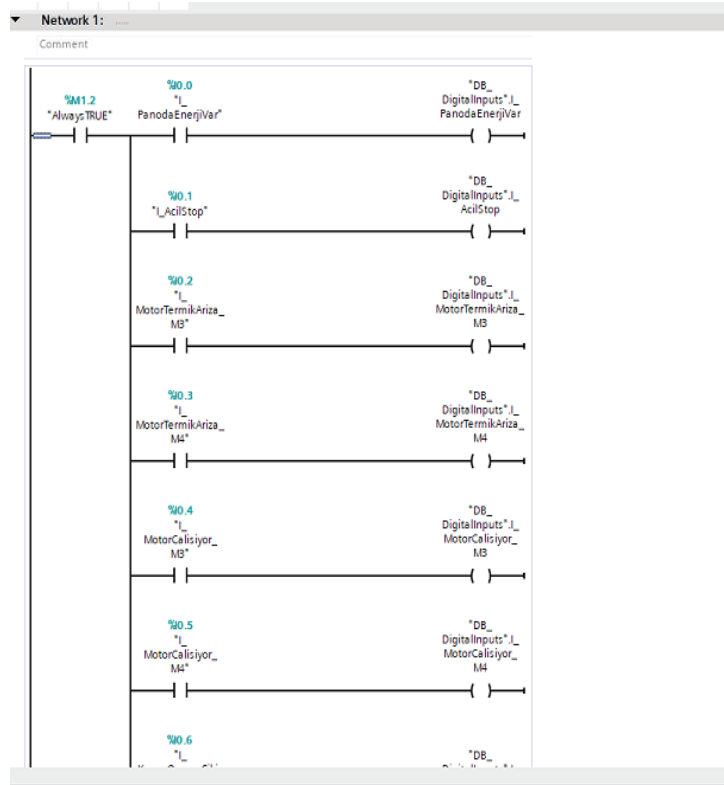 Network 1: ....
Comment
%M1.2
"AlwaysTRUE"
%I0.0
"I_
PanodaEnerjiVar"
"DB_
DigitalInputs".I_
PanodaEnerjiVar
%I0.1
"I_AcilStop"
"DB_
DigitalInputs".I_
AcilStop
%I0.2
"I_
MotorTermikAriza_
M3"
"DB_
DigitalInputs".I_
MotorTermikAriza_
M3
%I0.3
"I_
MotorTermikAriza_
M4"
"DB_
DigitalInputs".I_
MotorTermikAriza_
M4
%I0.4
"I_
MotorCalisiyor_
M3"
"DB_
DigitalInputs".I_
MotorCalisiyor_
M3
%I0.5
"I_
MotorCalisiyor_
M4"
"DB_
DigitalInputs".I_
MotorCalisiyor_
M4
%I0.6
"I_
"DB_